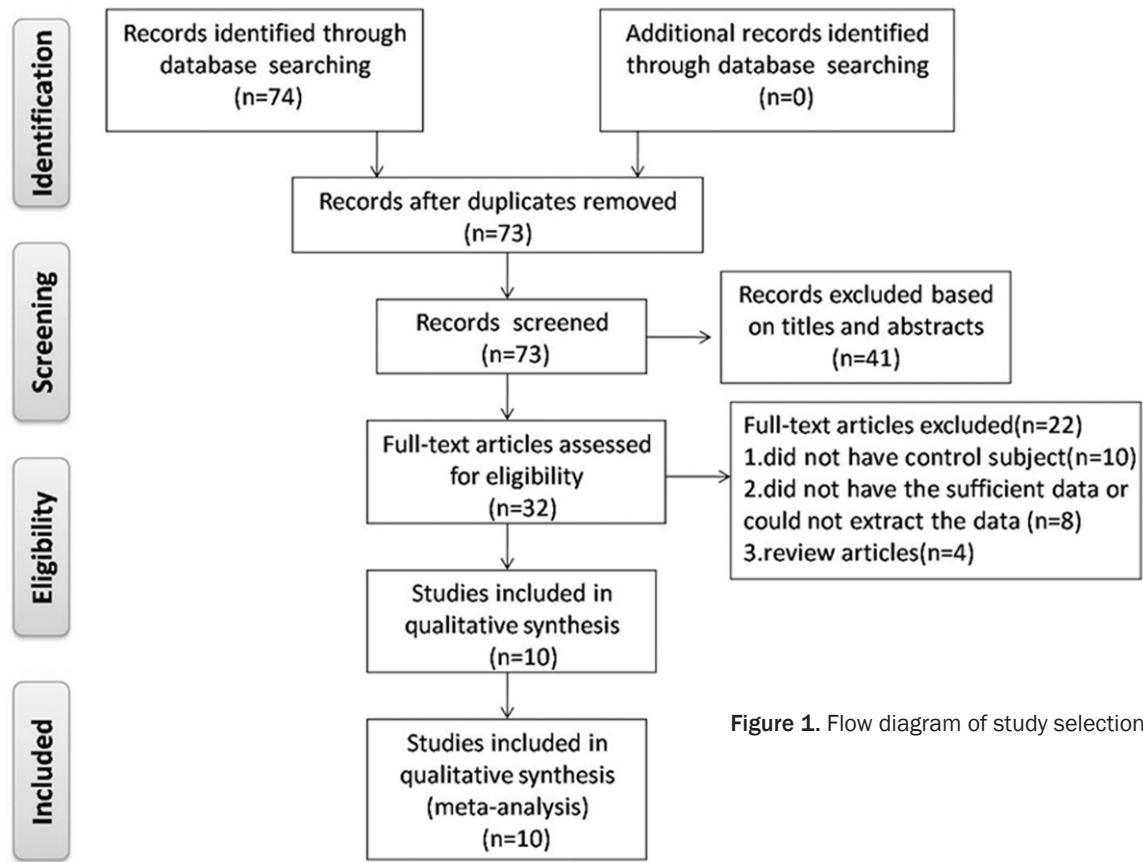 Identification
Records identified through
database searching
(n=74)
Additional records identified
through database searching
(n=0)
Records after duplicates removed
(n=73)
Screening
Records screened
(n=73)
Records excluded based
on titles and abstracts
(n=41)
Eligibility
Full-text articles assessed
for eligibility
(n=32)
Full-text articles excluded(n=22)
1.did not have control subject(n=10)
2.did not have the sufficient data or
could not extract the data (n=8)
3.review articles(n=4)
Studies included in
qualitative synthesis
(n=10)
Included
Studies included in
qualitative synthesis
(meta-analysis)
(n=10)
Figure 1. Flow diagram of study selection